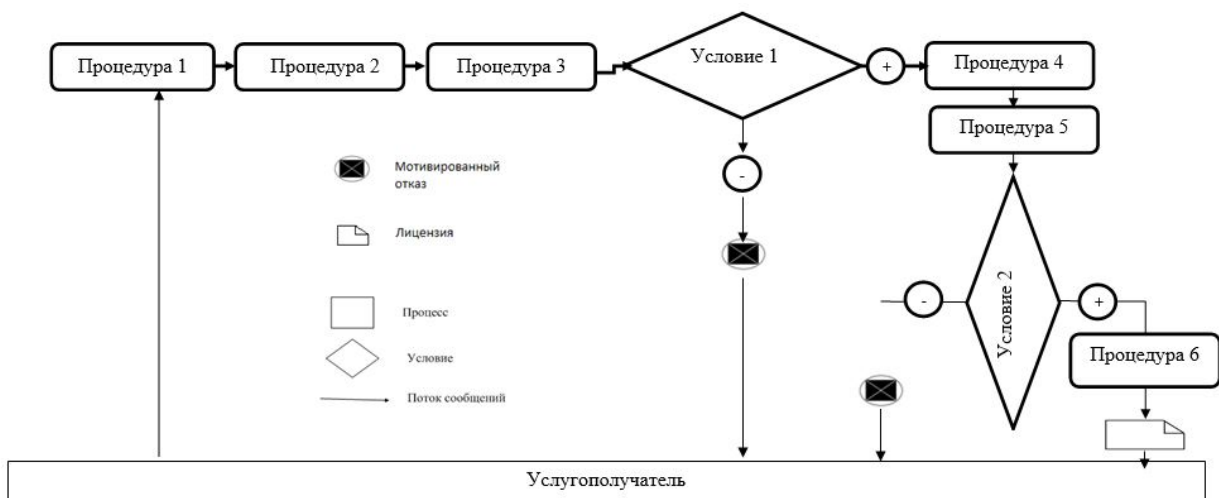 Процедура 1
Процедура 2
Процедура 3
Условие 1
+
Процедура 4
Процедура 5
-
Мотивированный
отказ
Лицензия
Условие 2
-
+
Процесс
Процедура 6
Условие
Поток сообщений
Услугополучатель